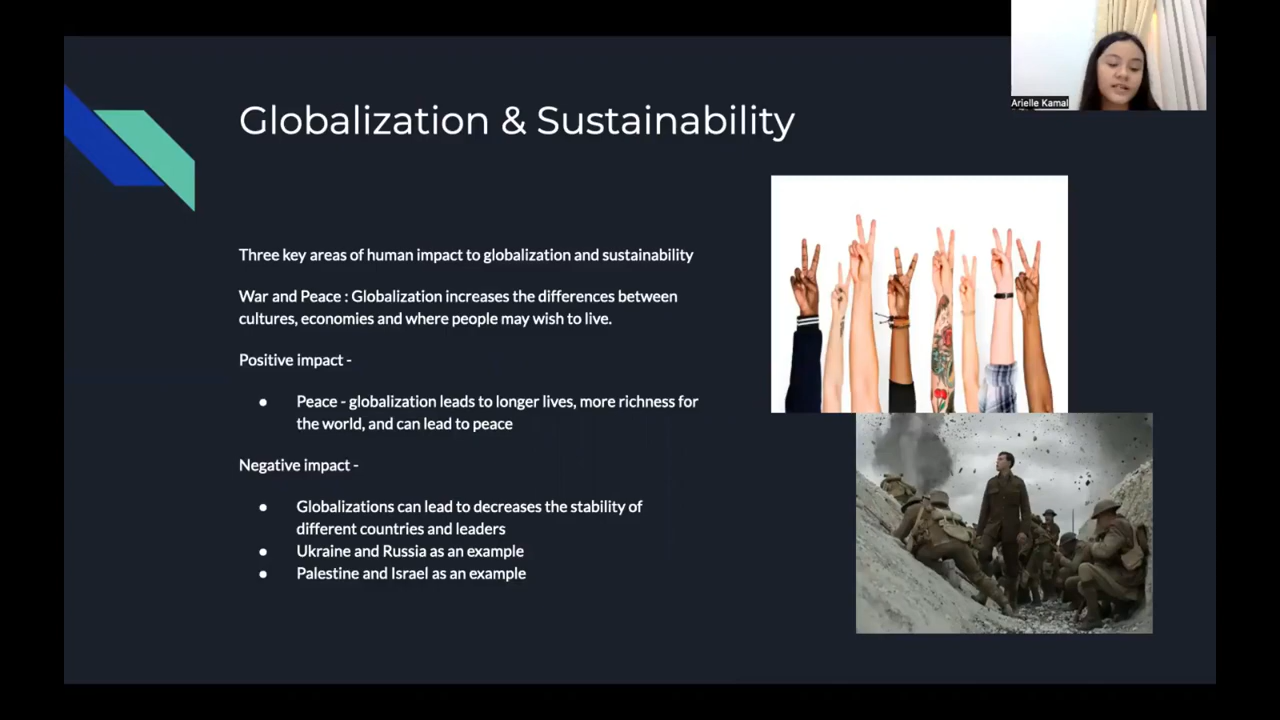 Arielle Kamal
Globalization & Sustainability
Three key areas of human impact to globalization and sustainability
War and Peace : Globalization increases the differences between
cultures, economies and where people may wish to live.
Positive impact -
● Peace - globalization leads to longer lives, more richness for
the world, and can lead to peace
Negative impact -
● Globalizations can lead to decreases the stability of
different countries and leaders
● Ukraine and Russia as an example
● Palestine and Israel as an example